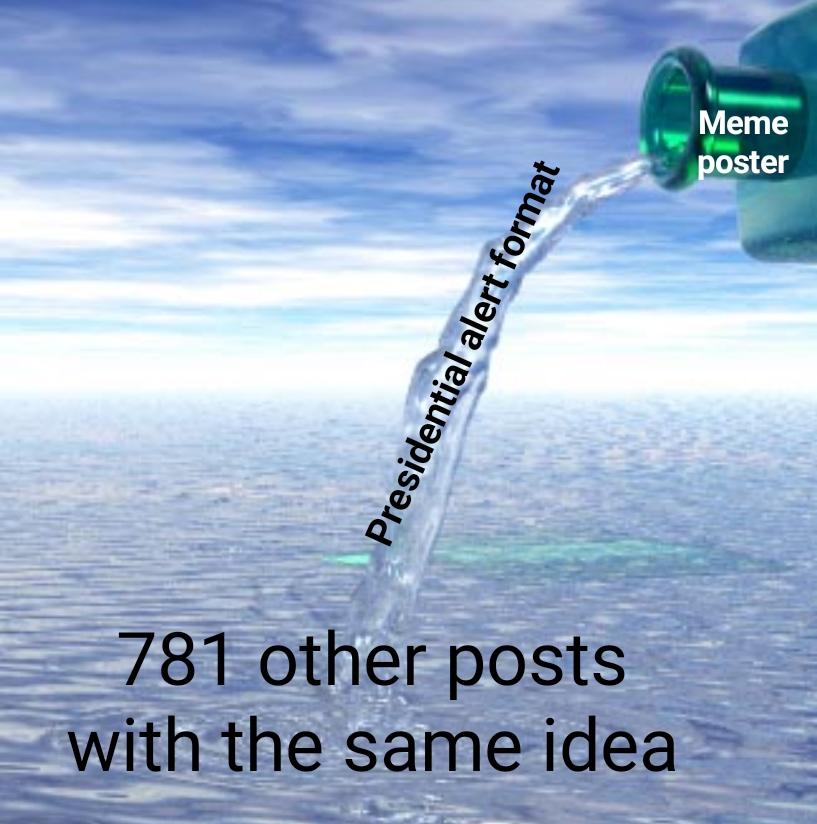 Meme
poster
Presidential alert format
781 other posts
with the same idea